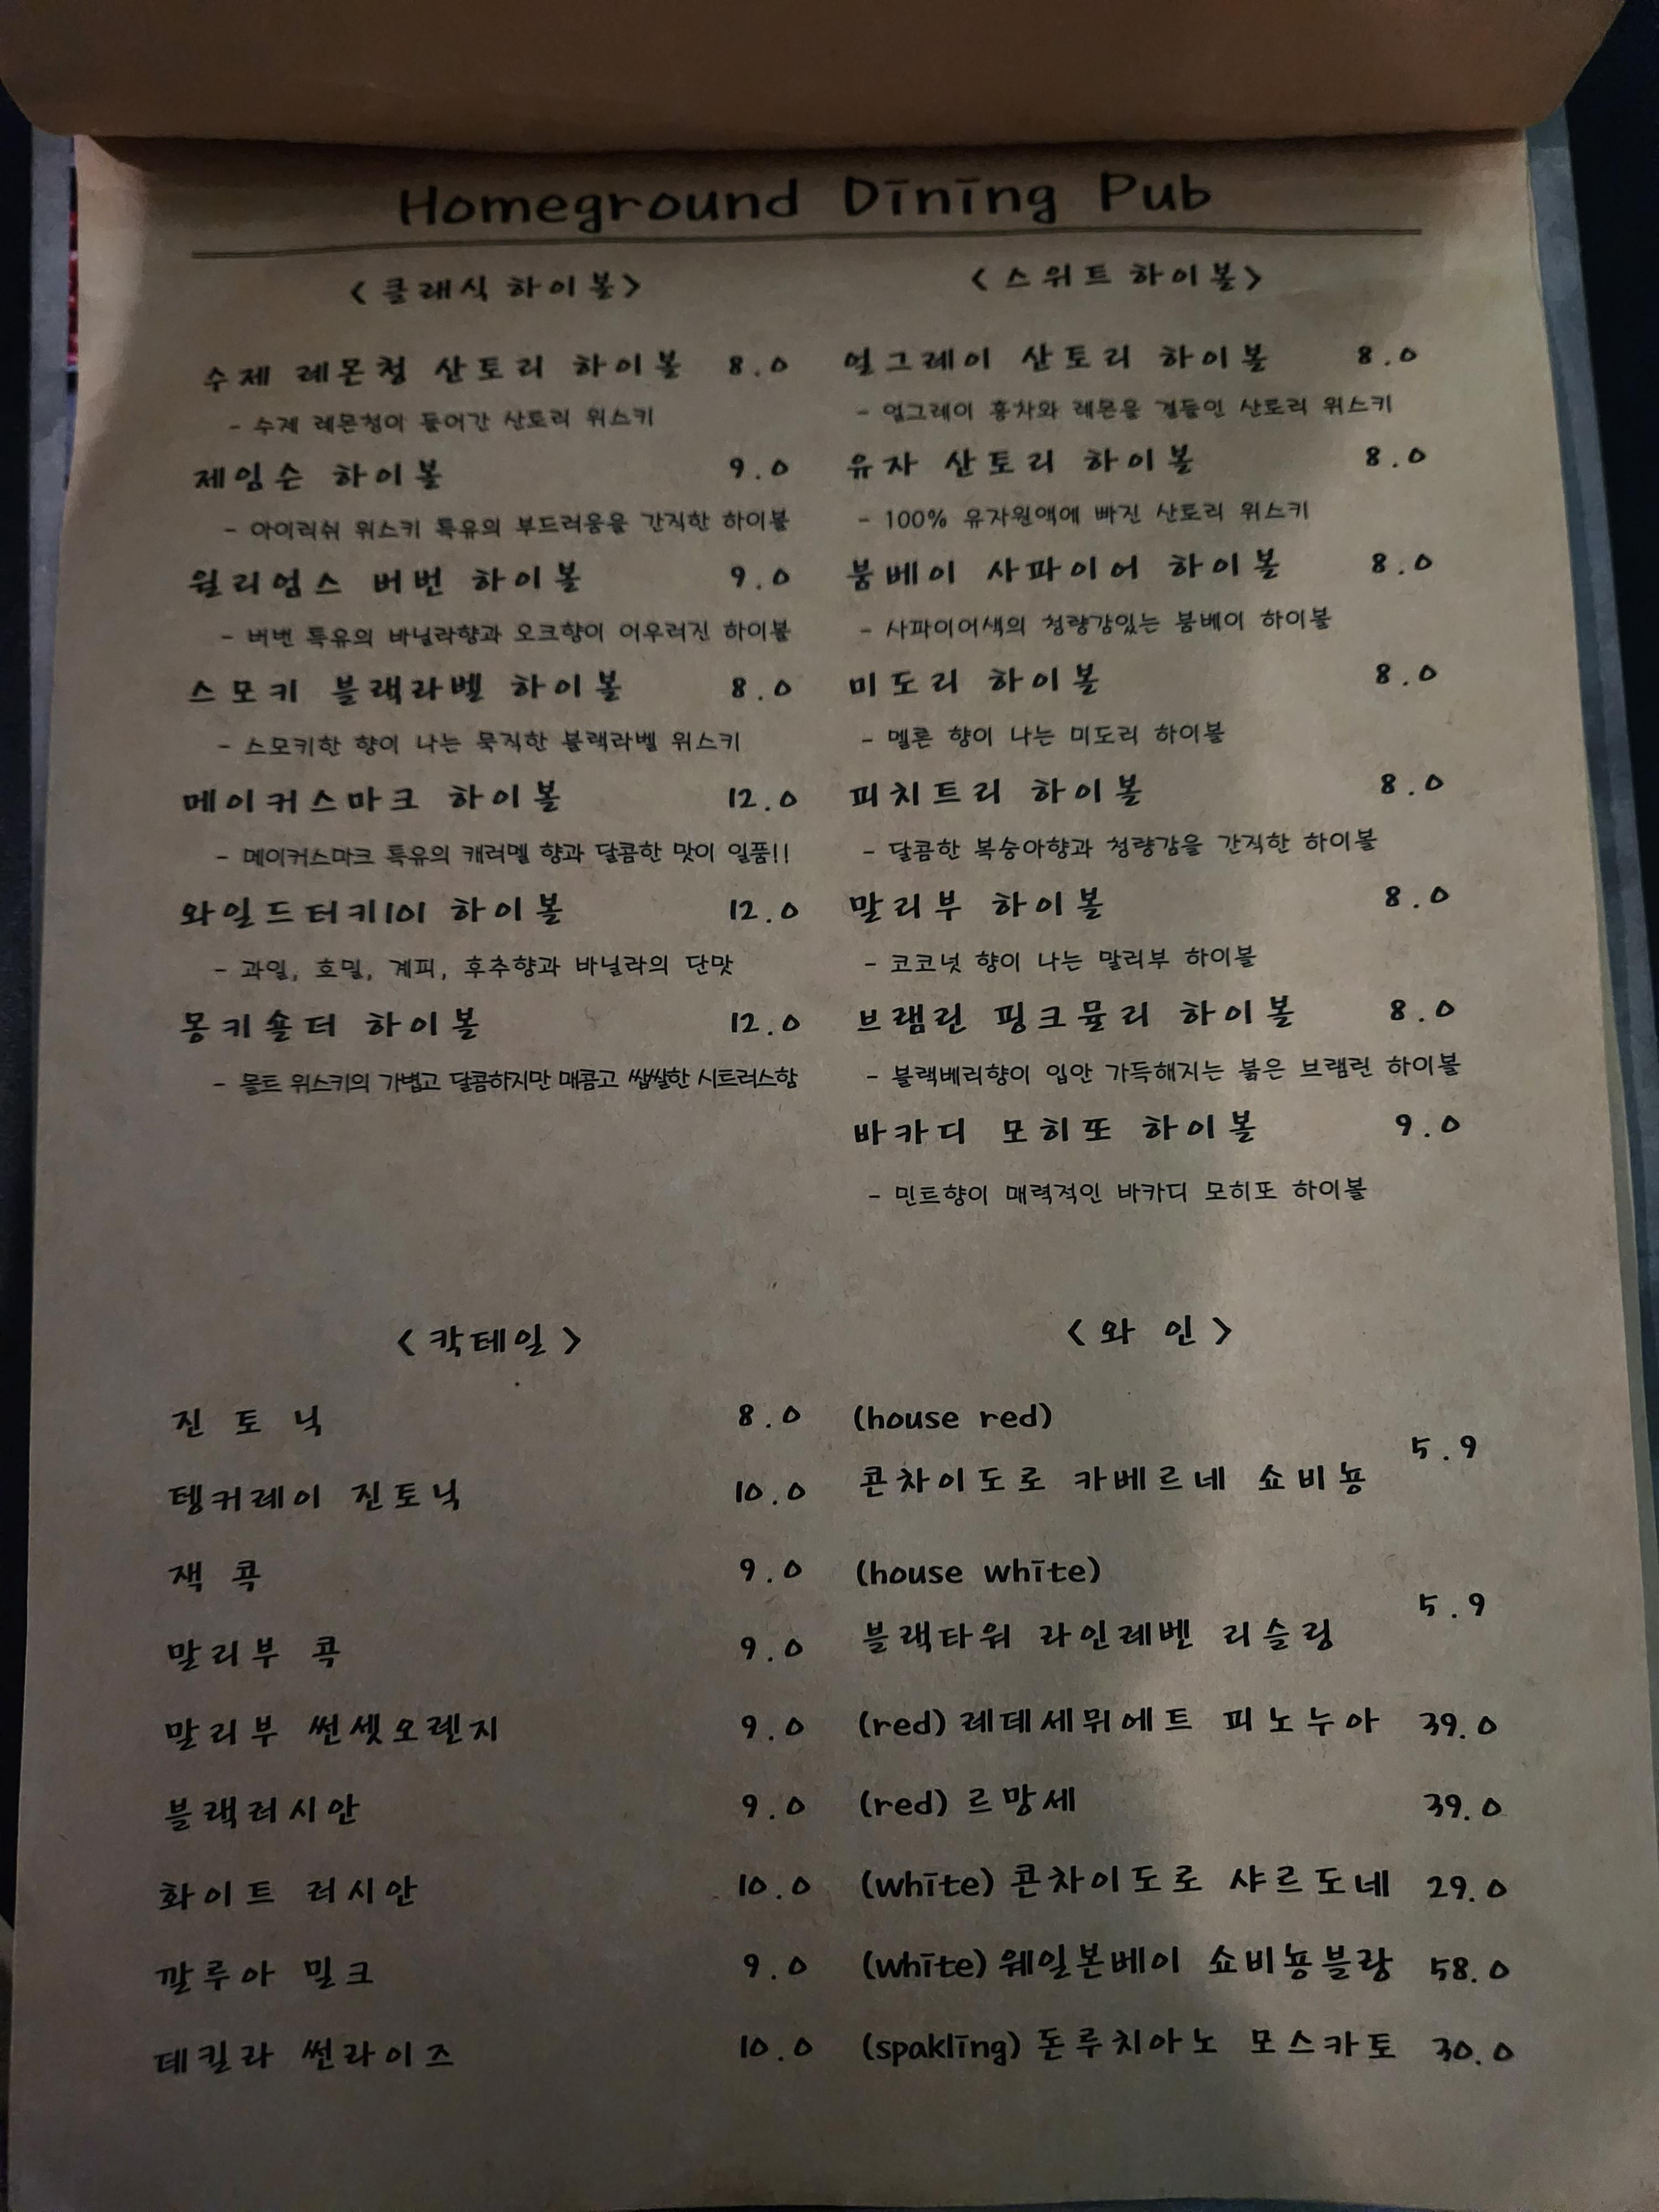 Homeground Dining Pub
< 클래식 하이볼 >
수제 레몬청 산토리 하이볼 8.0
- 수제 레몬청이 들어간 산토리 위스키
제임슨 하이볼 9.0
- 아이리쉬 위스키 특유의 부드러움을 간직한 하이볼
윌리엄스 버번 하이볼 9.0
- 버번 특유의 바닐라향과 오크향이 어우러진 하이볼
스모키 블랙라벨 하이볼 8.0
- 스모키한 향이 나는 묵직한 블랙라벨 위스키
메이커스마크 하이볼 12.0
- 메이커스마크 특유의 캐러멜 향과 달콤한 맛이 일품!!
와일드터키101 하이볼 12.0
- 과일, 호밀, 계피, 후추향과 바닐라의 단맛
몽키숄더 하이볼 12.0
- 몰트 위스키의 가볍고 달콤하지만 매콤고 쌉쌀한 시트러스함
< 스위트 하이볼 >
얼그레이 산토리 하이볼 8.0
- 얼그레이 홍차와 레몬을 곁들인 산토리 위스키
유자 산토리 하이볼 8.0
- 100% 유자원액에 빠진 산토리 위스키
봄베이 사파이어 하이볼 8.0
- 사파이어색의 청량감있는 봄베이 하이볼
미도리 하이볼 8.0
- 멜론 향이 나는 미도리 하이볼
피치트리 하이볼 8.0
- 달콤한 복숭아향과 청량감을 간직한 하이볼
말리부 하이볼 8.0
- 코코넛 향이 나는 말리부 하이볼
브램린 핑크뮬리 하이볼 8.0
- 블랙베리향이 입안 가득해지는 붉은 브램린 하이볼
바카디 모히또 하이볼 9.0
- 민트향이 매력적인 바카디 모히또 하이볼
< 칵테일 >
진 토 닉 8.0
텡커레이 진토닉 10.0
잭 콕 9.0
말리부 콕 9.0
말리부 썬셋오렌지 9.0
블랙러시안 9.0
화이트 러시안 10.0
깔루아 밀크 9.0
데킬라 썬라이즈 10.0
< 와 인 >
(house red)
콘차이도로 카베르네 쇼비뇽 5.9
(house white)
블랙타워 라인레벤 리슬링 5.9
(red) 레데세뮈에트 피노누아 39.0
(red) 르망세 39.0
(white) 콘차이도로 샤르도네 29.0
(white) 웨일본베이 쇼비뇽블랑 58.0
(spakling) 돈루치아노 모스카토 30.0